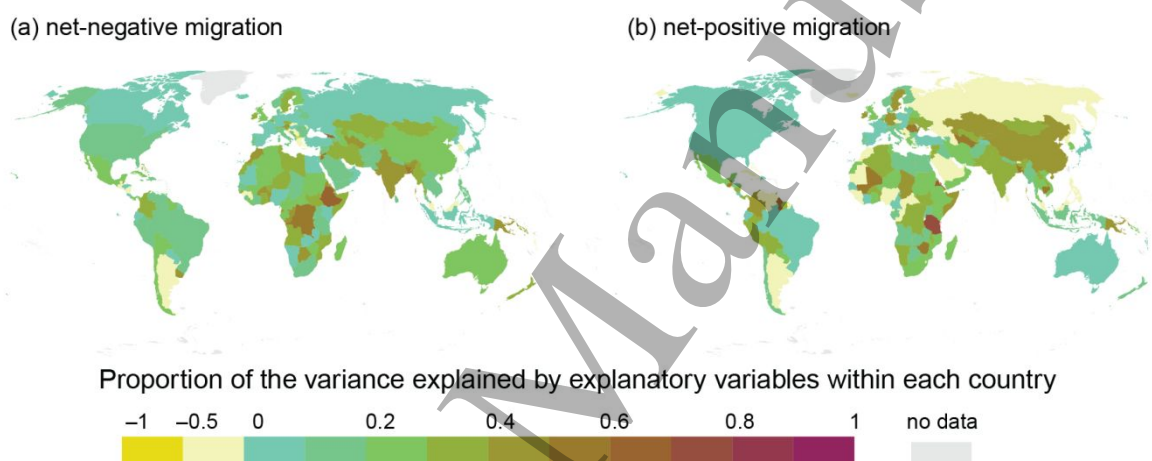 (a) net-negative migration
(b) net-positive migration
Proportion of the variance explained by explanatory variables within each country
–1 –0.5 0 0.2 0.4 0.6 0.8 1 no data